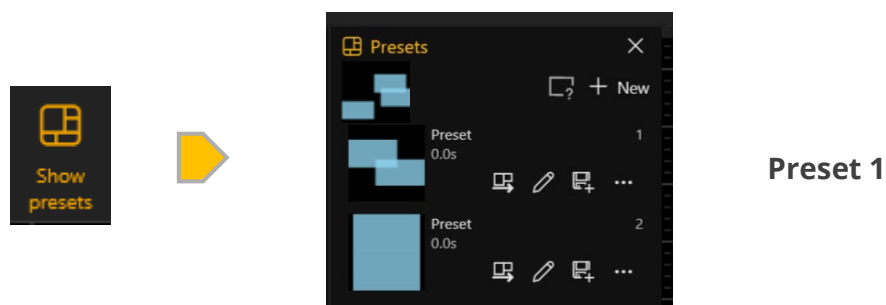 Show
presets
Presets
New
Preset 1
0.0s
Preset 2
0.0s
Preset 1